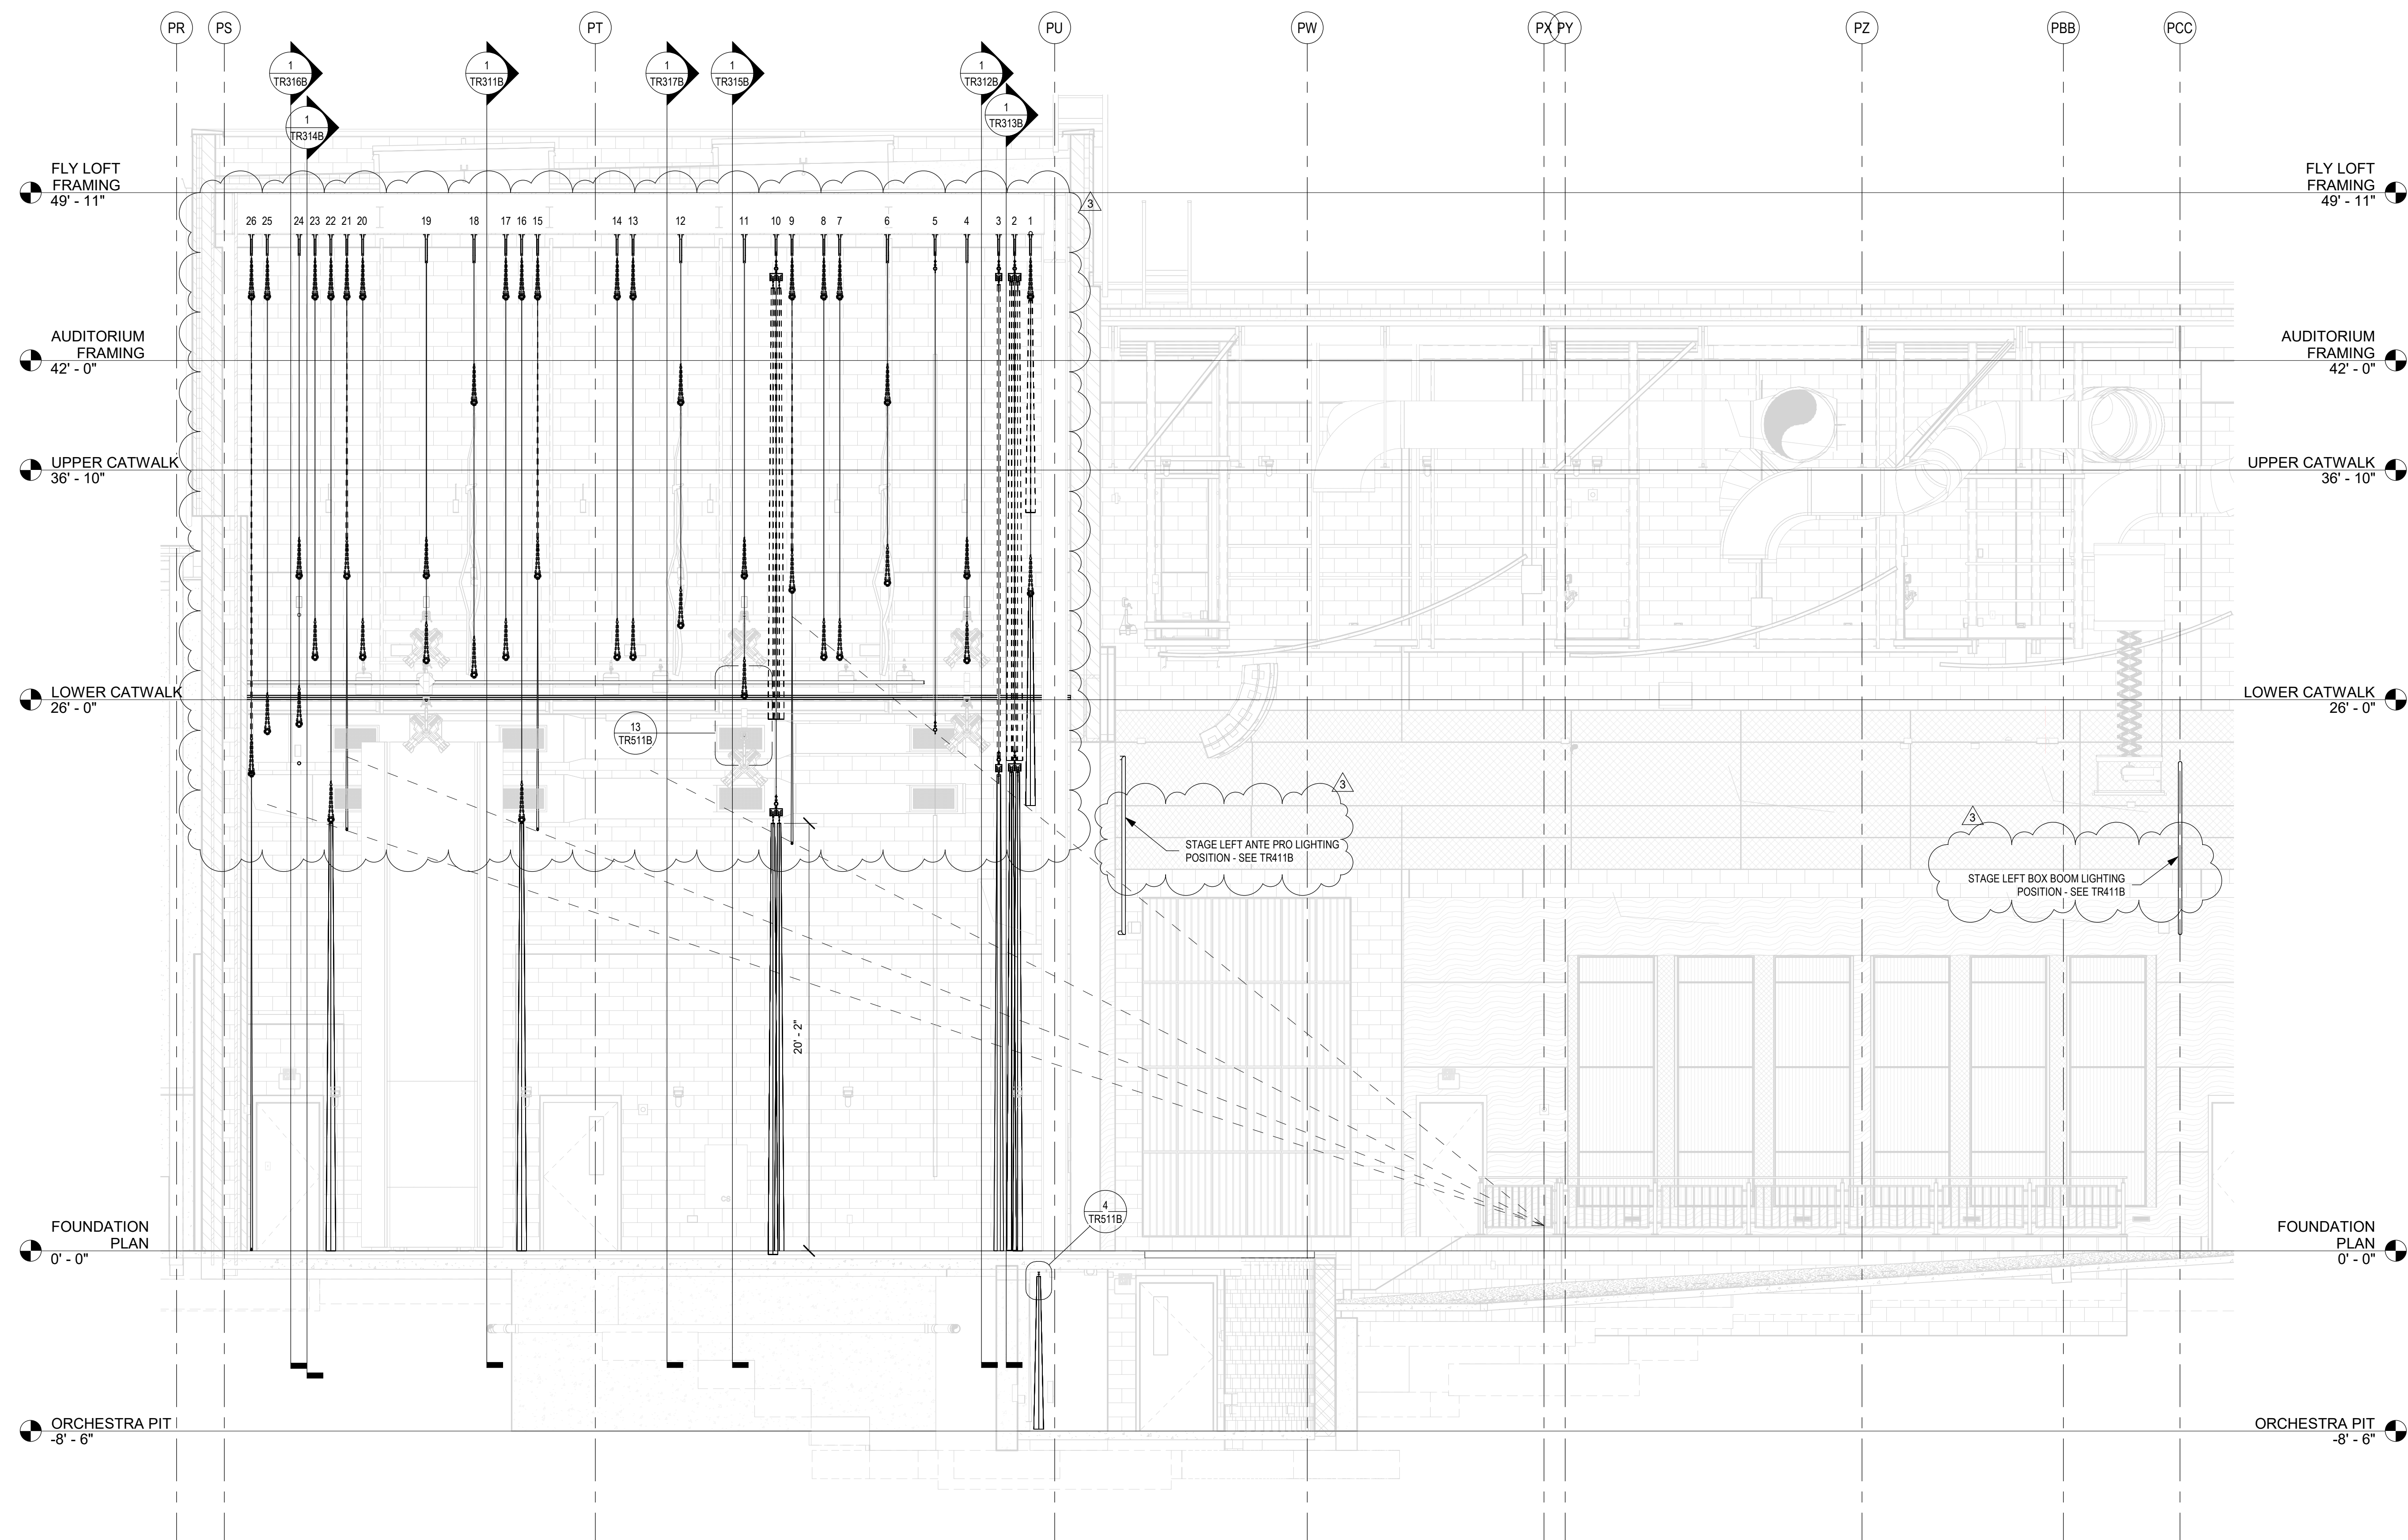 PR
PS
PT
PU
PW
PX
PY
PZ
PBB
PCC
1
TR316B
1
TR311B
1
TR317B
1
TR315B
1
TR312B
1
TR314B
1
TR313B
FLY LOFT
FRAMING
49' - 11"
FLY LOFT
FRAMING
49' - 11"
3
26
25
24
23
22
21
20
19
18
17
16
15
14
13
12
11
10
9
8
7
6
5
4
3
2
1
AUDITORIUM
FRAMING
42' - 0"
AUDITORIUM
FRAMING
42' - 0"
UPPER CATWALK
36' - 10"
UPPER CATWALK
36' - 10"
LOWER CATWALK
26' - 0"
LOWER CATWALK
26' - 0"
13
TR511B
3
STAGE LEFT ANTE PRO LIGHTING
POSITION - SEE TR411B
3
STAGE LEFT BOX BOOM LIGHTING
POSITION - SEE TR411B
20' - 2"
CS
4
TR511B
FOUNDATION
PLAN
0' - 0"
FOUNDATION
PLAN
0' - 0"
ORCHESTRA PIT
-8' - 6"
ORCHESTRA PIT
-8' - 6"